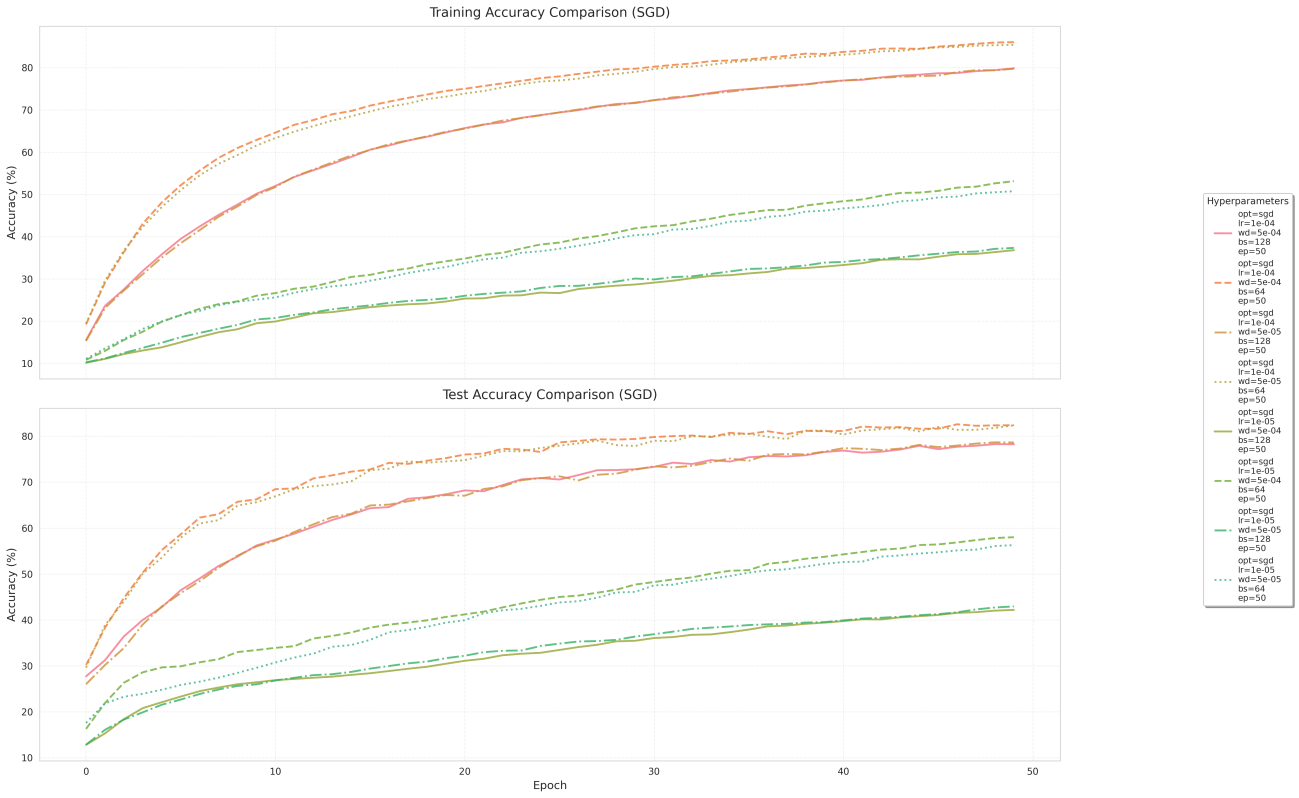 Training Accuracy Comparison (SGD)
80
70
60
50
40
30
20
10
Accuracy (%)
Test Accuracy Comparison (SGD)
80
70
60
50
40
30
20
10
Accuracy (%)
0
10
20
30
40
50
Epoch
Hyperparameters
opt=sgd
lr=1e-04
wd=5e-04
bs=128
ep=50
opt=sgd
lr=1e-04
wd=5e-04
bs=64
ep=50
opt=sgd
lr=1e-04
wd=5e-05
bs=128
ep=50
opt=sgd
lr=1e-04
wd=5e-05
bs=64
ep=50
opt=sgd
lr=1e-05
wd=5e-04
bs=128
ep=50
opt=sgd
lr=1e-05
wd=5e-04
bs=64
ep=50
opt=sgd
lr=1e-05
wd=5e-05
bs=128
ep=50
opt=sgd
lr=1e-05
wd=5e-05
bs=64
ep=50